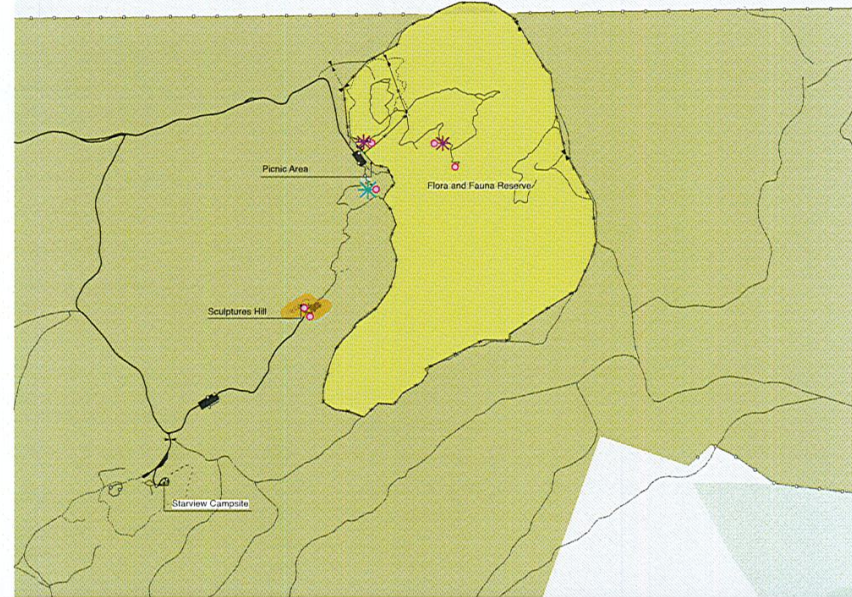 Picnic Area
Flora and Fauna Reserve
Sculptures Hill
Starview Campsite